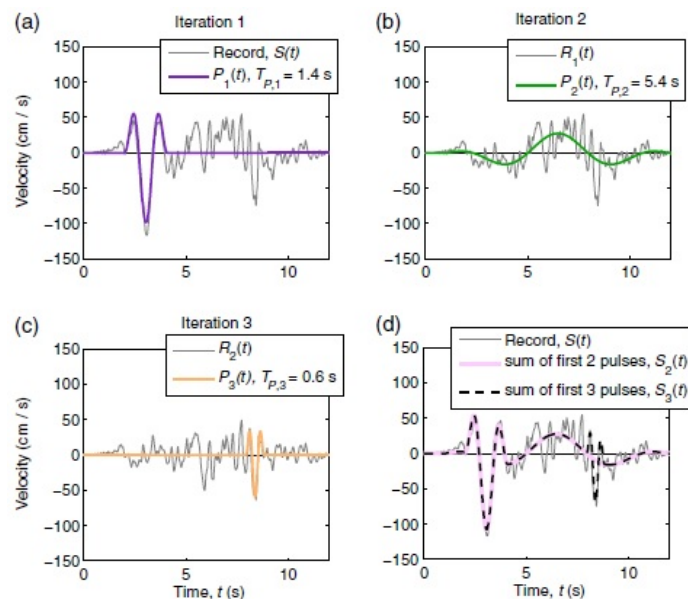 (a)
Iteration 1
Record, S(t)
P1(t), TP,1 = 1.4 s
Velocity (cm / s)
150
100
50
0
−50
−100
−150
0
5
10
(b)
Iteration 2
R1(t)
P2(t), TP,2 = 5.4 s
150
100
50
0
−50
−100
−150
0
5
10
(c)
Iteration 3
R2(t)
P3(t), TP,3 = 0.6 s
Velocity (cm / s)
150
100
50
0
−50
−100
−150
0
5
10
Time, t (s)
(d)
Record, S(t)
sum of first 2 pulses, S2(t)
sum of first 3 pulses, S3(t)
150
100
50
0
−50
−100
−150
0
5
10
Time, t (s)